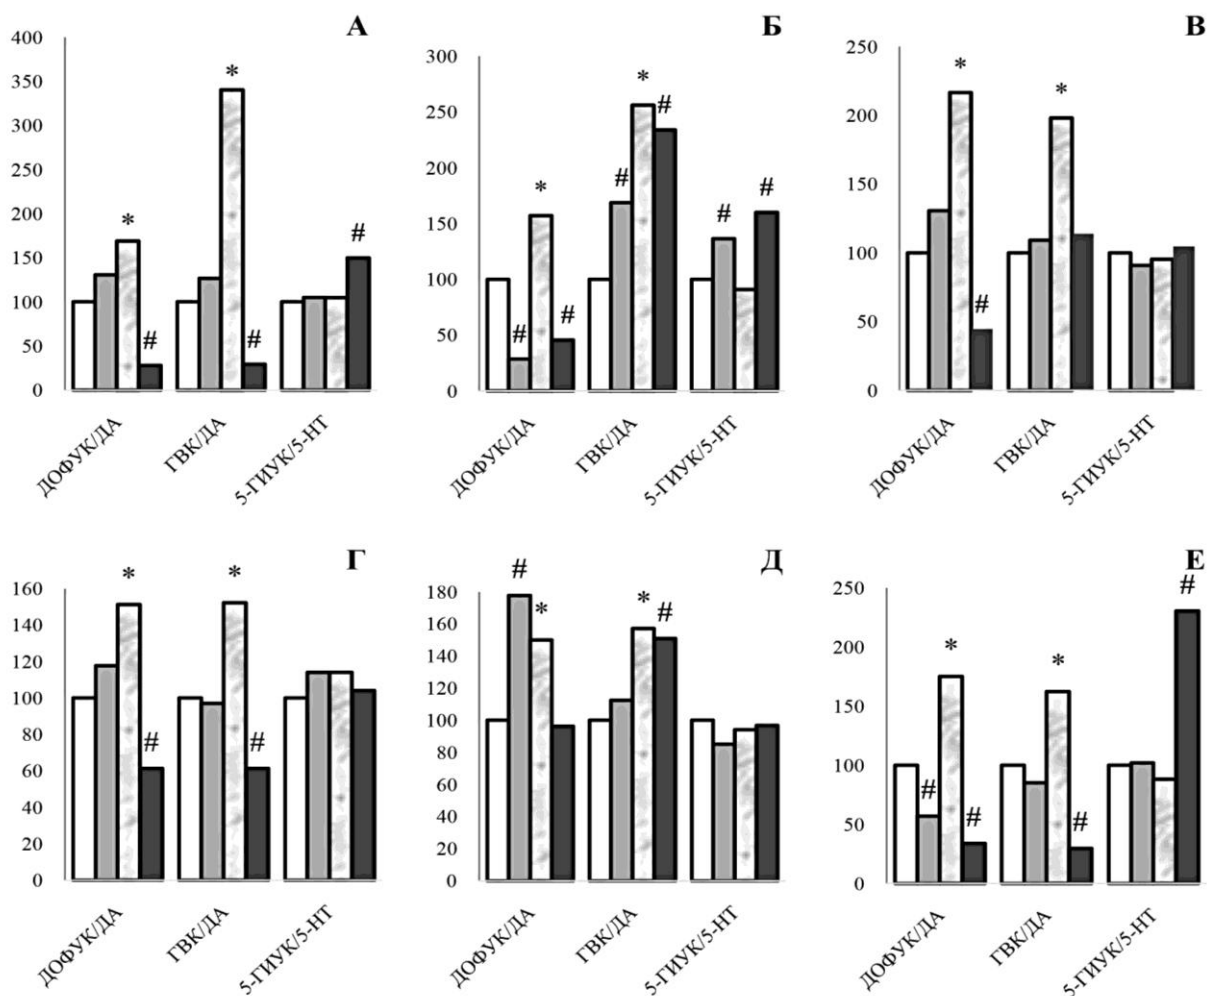 А
400
350
300
250
200
150
100
50
0
* # * # #
ДОФУК/ДА
ГВК/ДА
5-ГИУК/5-НТ
Б
300
250
200
150
100
50
0
# * # # * # # #
ДОФУК/ДА
ГВК/ДА
5-ГИУК/5-НТ
В
250
200
150
100
50
0
* # *
ДОФУК/ДА
ГВК/ДА
5-ГИУК/5-НТ
Г
160
140
120
100
80
60
40
20
0
* # * #
ДОФУК/ДА
ГВК/ДА
5-ГИУК/5-НТ
Д
180
160
140
120
100
80
60
40
20
0
# * * #
ДОФУК/ДА
ГВК/ДА
5-ГИУК/5-НТ
Е
250
200
150
100
50
0
# * # * # #
ДОФУК/ДА
ГВК/ДА
5-ГИУК/5-НТ